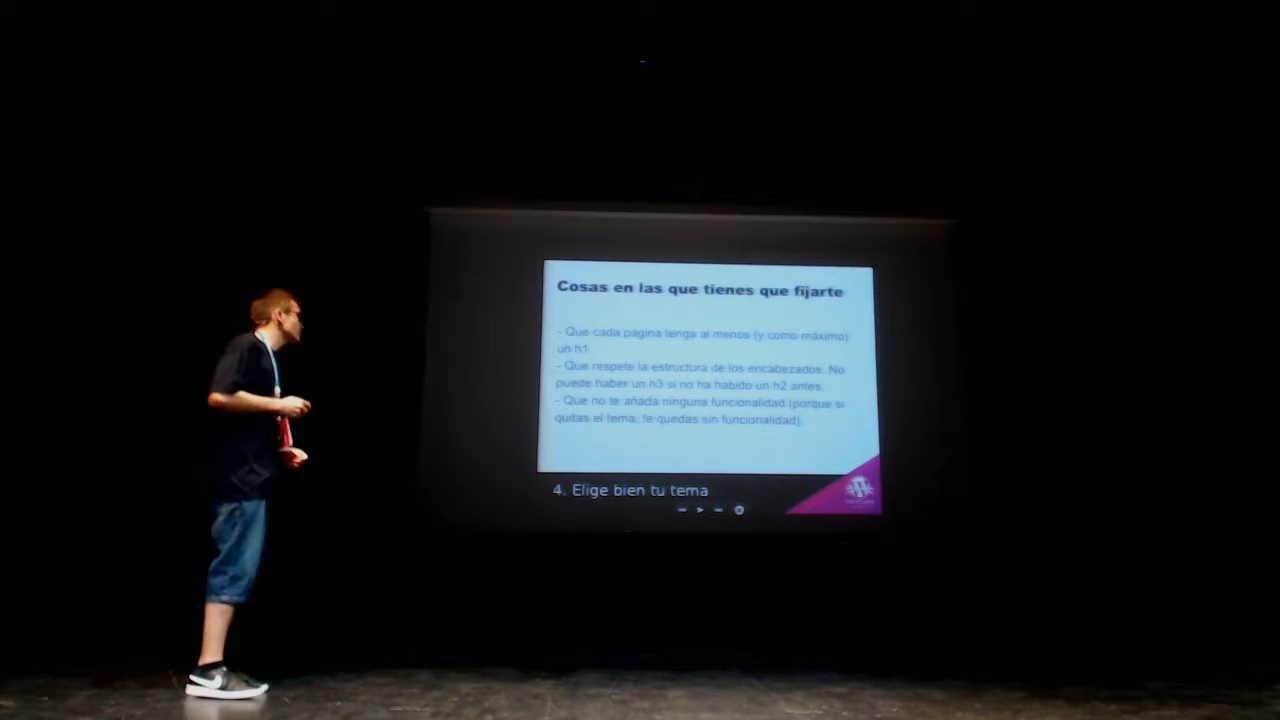 Cosas en las que tienes que fijarte
- Que cada página tenga al menos (y como máximo)
un h1
- Que respete la estructura de los encabezados. No
puede haber un h3 si no ha habido un h2 antes.
- Que no le añada ninguna funcionalidad (porque si
quitas el tema, te quedas sin funcionalidad).
4. Elige bien tu tema